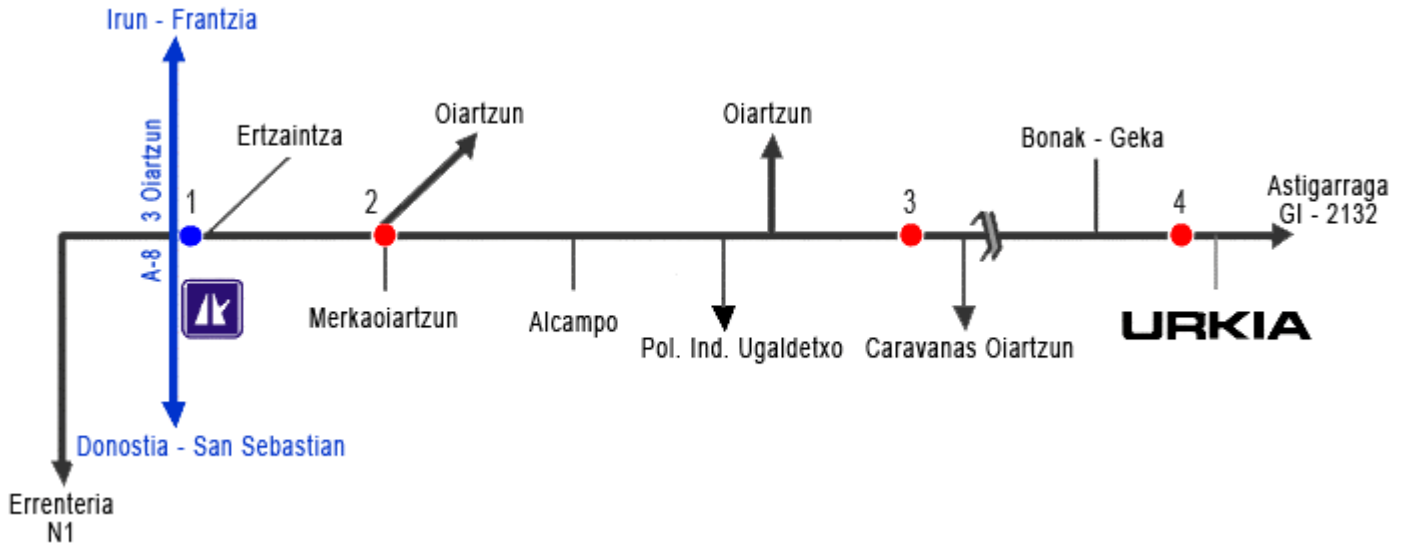 Irun - Frantzia
Oiartzun
Oiartzun
Ertzaintza
Bonak - Geka
A-8 3 Oiartzun
1
2
3
4
Astigarraga
GI - 2132
Merkaoiartzun
Alcampo
Pol. Ind. Ugaldetxo
Caravanas Oiartzun
URKIA
Donostia - San Sebastian
Errenteria
N1